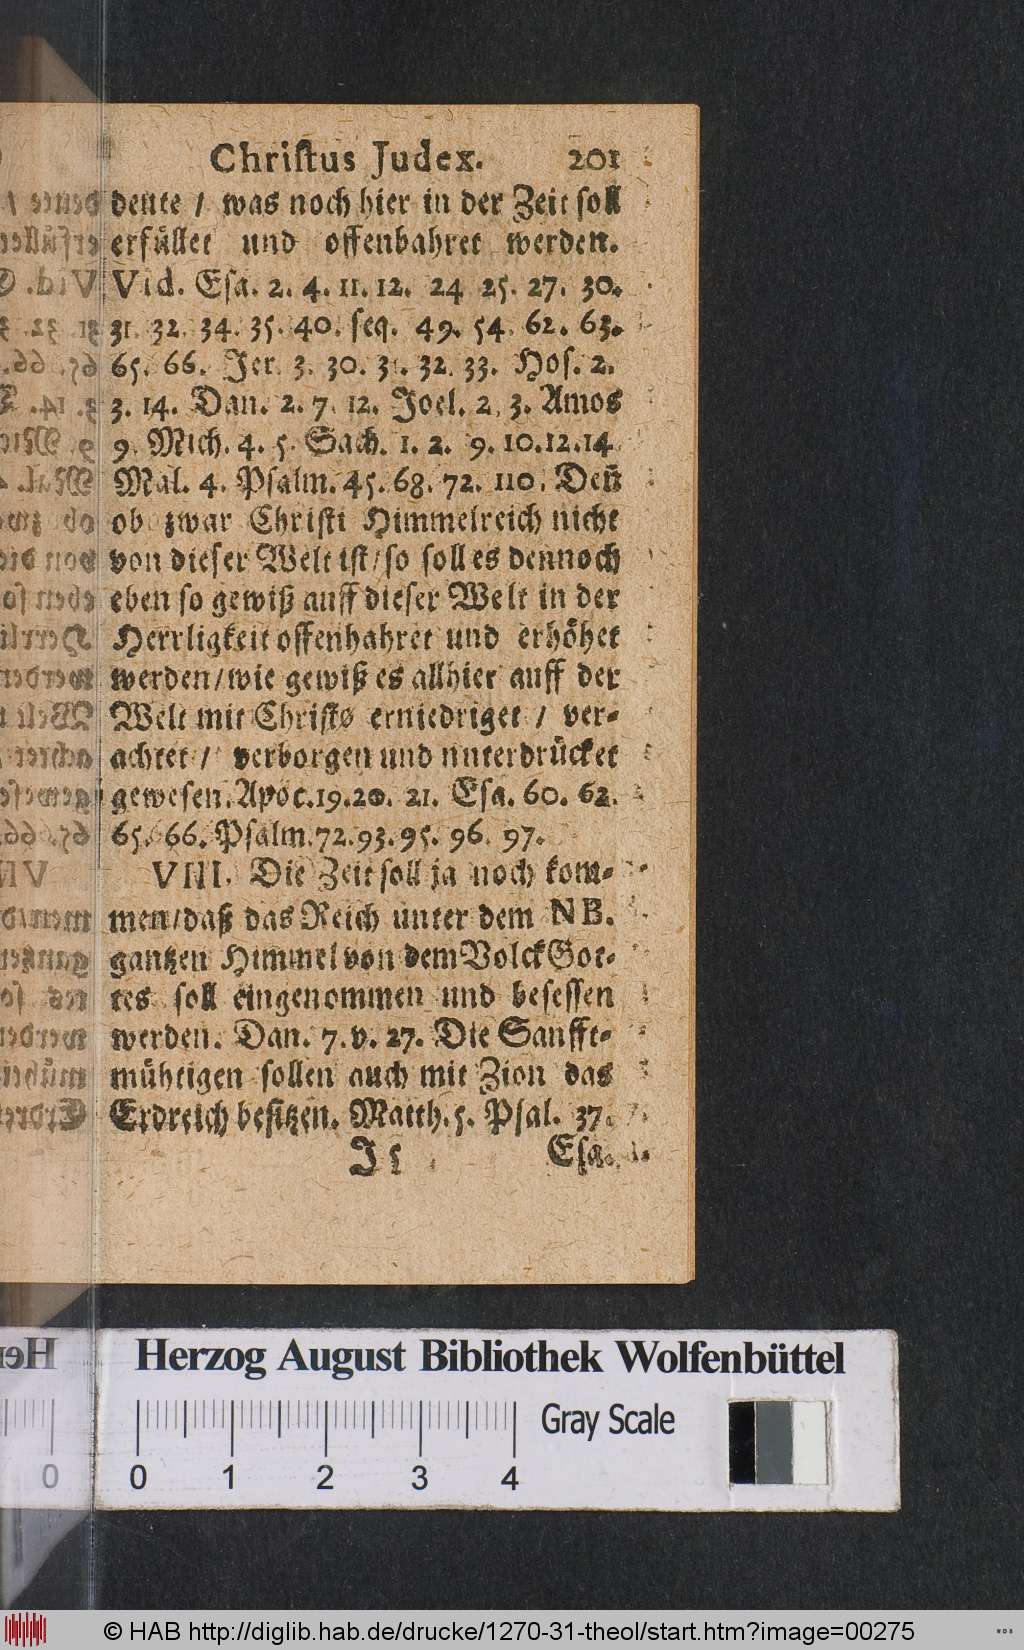 Christus Judex. 201
deute / was noch hier in der Zeit soll
erfüllet und offenbahret werden.
Vid. Esa. 2. 4. 11. 12. 24 25. 27. 30.
31. 32. 34. 35. 40. seq. 49. 54. 62. 63.
65. 66. Jer. 3. 30. 31. 32. 33. Hos. 2.
3. 14. Dan. 2. 7. 12. Joel. 2. 3. Amos
9. Mich. 4. 5. Sach. 1. 2. 9. 10. 12. 14
Mal. 4. Psalm. 45. 68. 72. 110. Deñ
ob zwar Christi Himmelreich nicht
von dieser Welt ist / so soll es dennoch
eben so gewiß auff dieser Welt in der
Herrligkeit offenhahret und erhöhet
werden / wie gewiß es allhier auff der
Welt mit Christo erniedriget / ver-
achtet / verborgen und nnterdrücket
gewesen. Apoc. 19. 20. 21. Esa. 60. 62.
65. 66. Psalm. 72. 93. 95. 96. 97.
VIII. Die Zeit soll ja noch kom-
men / daß das Reich unter dem NB.
gantzen Himmel von dem Volck Got-
tes soll eingenommen und besessen
werden. Dan. 7. v. 27. Die Sanfft-
mühtigen sollen auch mit Zion das
Erdreich besitzen. Matth. 5. Psal. 37.
J 5 Esa.
Herzog August Bibliothek Wolfenbüttel
0 1 2 3 4 Gray Scale
© HAB http://diglib.hab.de/drucke/1270-31-theol/start.htm?image=00275